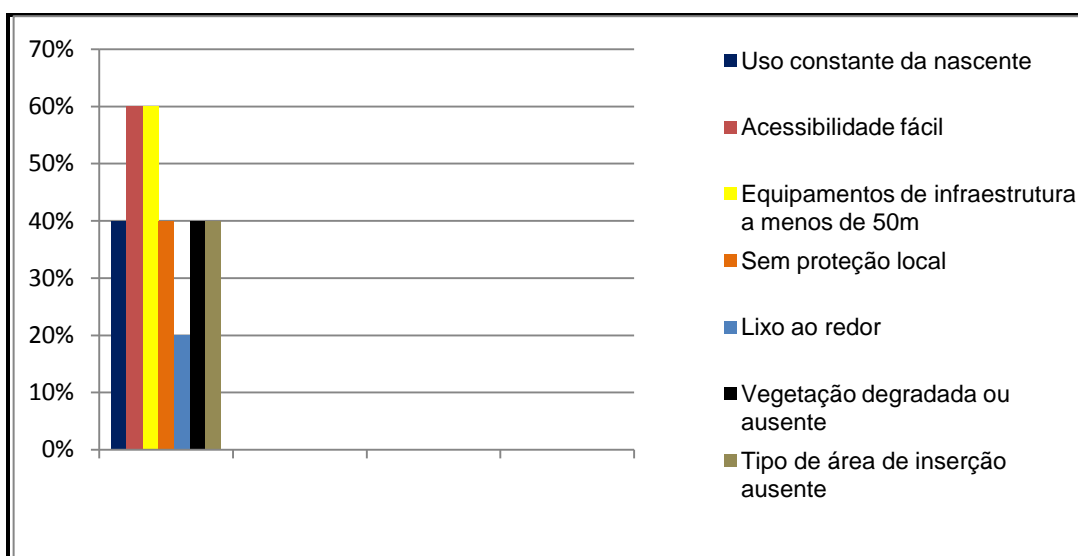 70%
60%
50%
40%
30%
20%
10%
0%
Uso constante da nascente
Acessibilidade fácil
Equipamentos de infraestrutura
a menos de 50m
Sem proteção local
Lixo ao redor
Vegetação degradada ou
ausente
Tipo de área de inserção
ausente